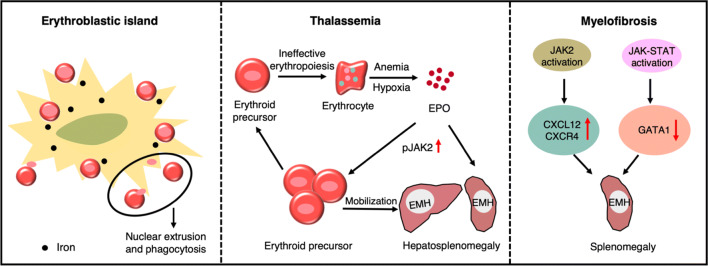 Erythroblastic island
Nuclear extrusion
and phagocytosis
Iron
Thalassemia
Ineffective
erythropoiesis
Anemia
Hypoxia
Erythroid
precursor
Erythrocyte
EPO
pJAK2
Mobilization
EMH
EMH
Erythroid precursor
Hepatosplenomegaly
Myelofibrosis
JAK2
activation
JAK-STAT
activation
CXCL12
CXCR4
GATA1
EMH
Splenomegaly